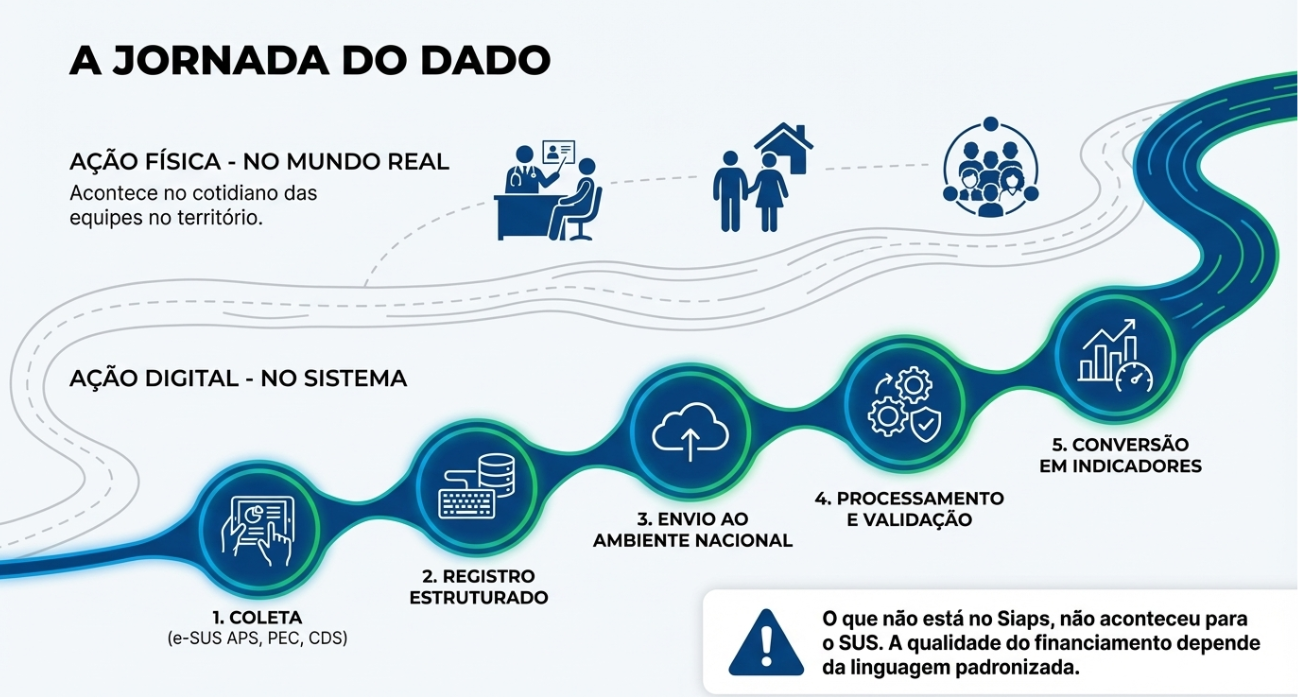 A JORNADA DO DADO
AÇÃO FÍSICA - NO MUNDO REAL
Acontece no cotidiano das
equipes no território.
AÇÃO DIGITAL - NO SISTEMA
1. COLETA
(e-SUS APS, PEC, CDS)
2. REGISTRO
ESTRUTURADO
3. ENVIO AO
AMBIENTE NACIONAL
4. PROCESSAMENTO
E VALIDAÇÃO
5. CONVERSÃO
EM INDICADORES
O que não está no Siaps, não aconteceu para
o SUS. A qualidade do financiamento depende
da linguagem padronizada.